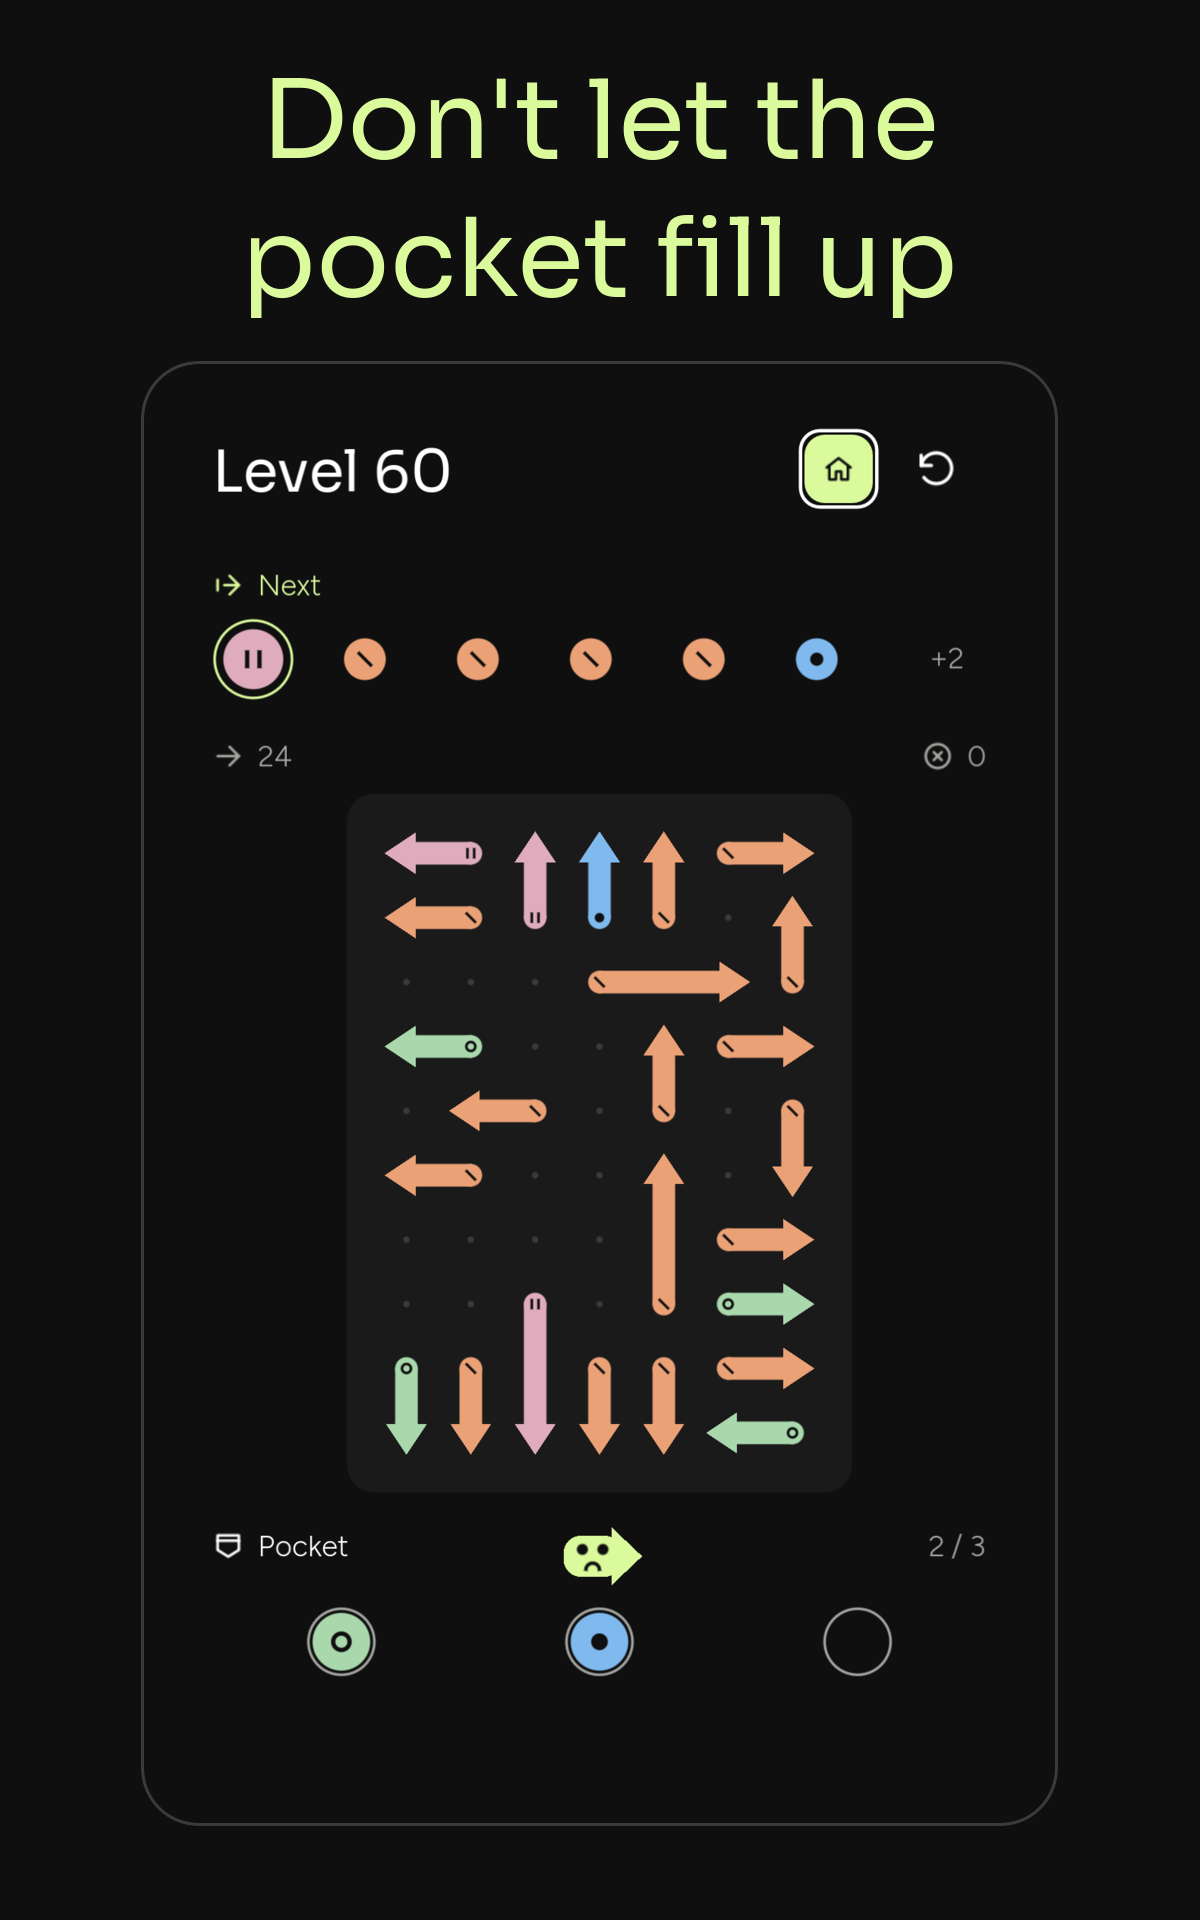 Don't let the
pocket fill up
Level 60
Next
+2
24
0
Pocket
2 / 3